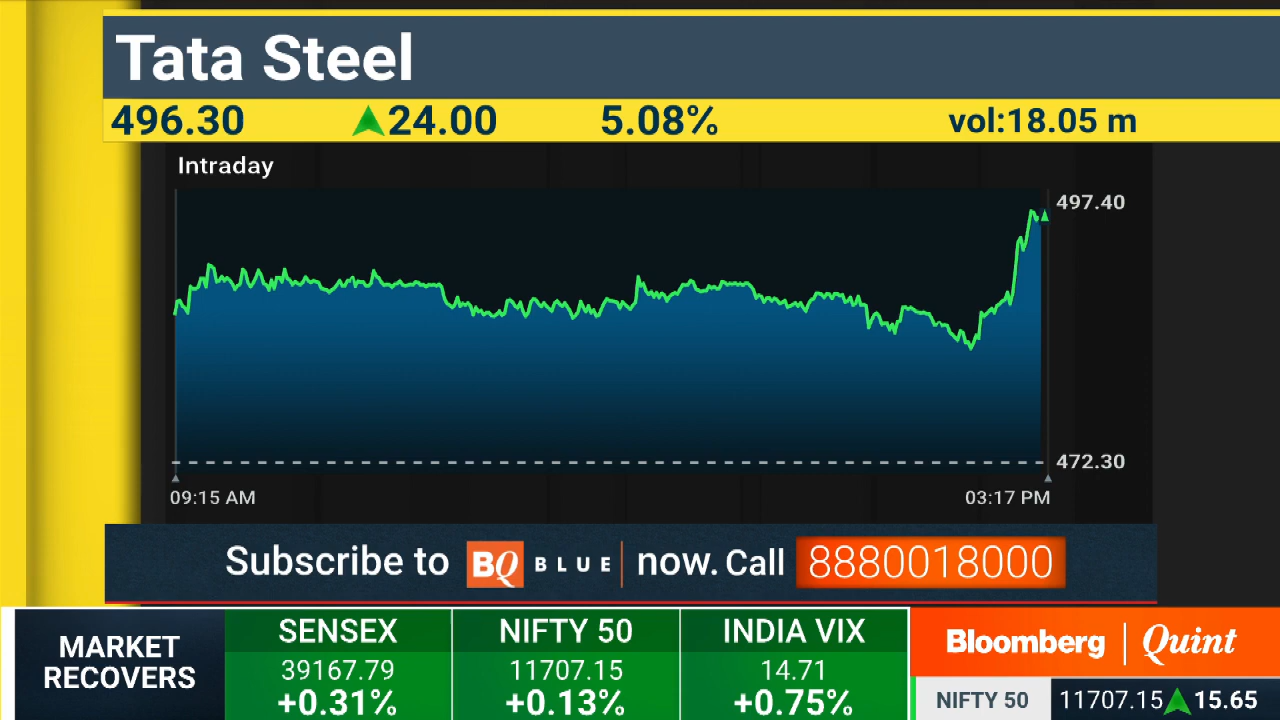 Tata Steel
496.30 ▲24.00 5.08% vol:18.05 m
Intraday
497.40
472.30
09:15 AM 03:17 PM
Subscribe to BQ BLUE now. Call 8880018000
MARKET
RECOVERS
SENSEX
39167.79
+0.31%
NIFTY 50
11707.15
+0.13%
INDIA VIX
14.71
+0.75%
Bloomberg | Quint
NIFTY 50 11707.15 ▲15.65